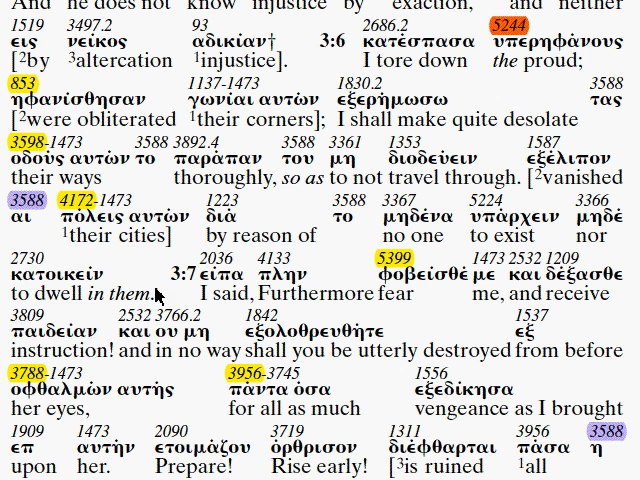 And he does not know injustice by exaction, and neither
1519 3497.2 93 2686.2 5244
εις νείκος αδικίαν† 3:6 κατέσπασα υπερηφάνους
[²by ³altercation ¹injustice]. I tore down the proud;
853 1137-1473 1830.2 3588
ηφανίσθησαν γωνίαι αυτών εξερήμωσω τας
[²were obliterated ¹their corners]; I shall make quite desolate
3598-1473 3588 3892.4 3588 3361 1353 1587
οδούς αυτών το παράπαν του μη διοδεύειν εξέλιπον
their ways thoroughly, so as to not travel through. [²vanished
3588 4172-1473 1223 3588 3367 5224 3366
αι πόλεις αυτών διά το μηδένα υπάρχειν μηδέ
¹their cities] by reason of no one to exist nor
2730 2036 4133 5399 1473 2532 1209
κατοικείν 3:7 είπα πλην φοβείσθέ με και δέξασθε
to dwell in them. I said, Furthermore fear me, and receive
3809 2532 3766.2 1842 1537
παιδείαν και ου μη εξολοθρευθήτε εξ
instruction! and in no way shall you be utterly destroyed from before
3788-1473 3956-3745 1556
οφθαλμών αυτής πάντα όσα εξεδίκησα
her eyes, for all as much vengeance as I brought
1909 1473 2090 3719 1311 3956 3588
επ αυτήν ετοιμάζου όρθρισον διέφθαρται πάσα η
upon her. Prepare! Rise early! [³is ruined ¹all